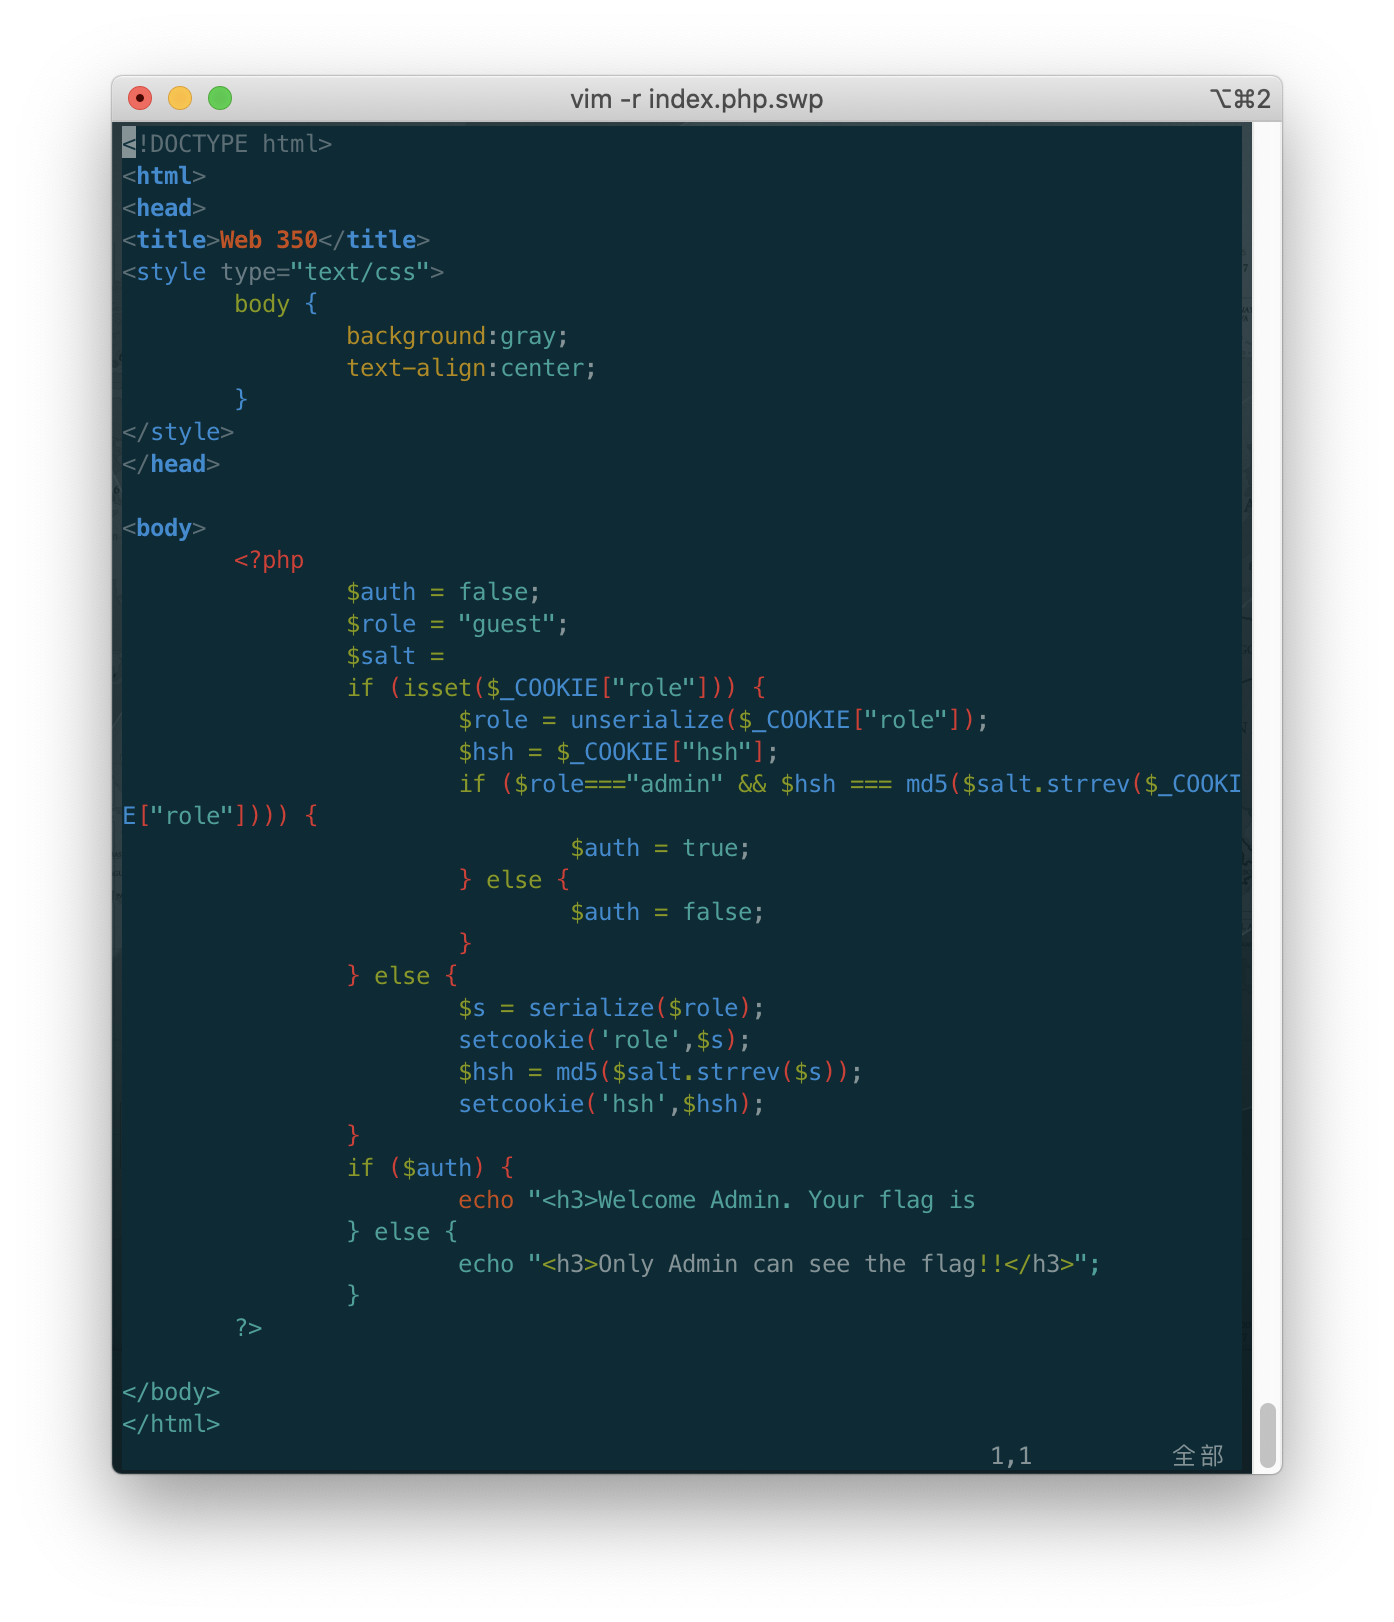 vim -r index.php.swp ⌥⌘2
<!DOCTYPE html>
<html>
<head>
<title>Web 350</title>
<style type="text/css">
        body {
                background:gray;
                text-align:center;
        }
</style>
</head>

<body>
        <?php
                $auth = false;
                $role = "guest";
                $salt =
                if (isset($_COOKIE["role"])) {
                        $role = unserialize($_COOKIE["role"]);
                        $hsh = $_COOKIE["hsh"];
                        if ($role==="admin" && $hsh === md5($salt.strrev($_COOKI
E["role"]))) {
                                $auth = true;
                        } else {
                                $auth = false;
                        }
                } else {
                        $s = serialize($role);
                        setcookie('role',$s);
                        $hsh = md5($salt.strrev($s));
                        setcookie('hsh',$hsh);
                }
                if ($auth) {
                        echo "<h3>Welcome Admin. Your flag is
                } else {
                        echo "<h3>Only Admin can see the flag!!</h3>";
                }
        ?>

</body>
</html>
1,1 全部